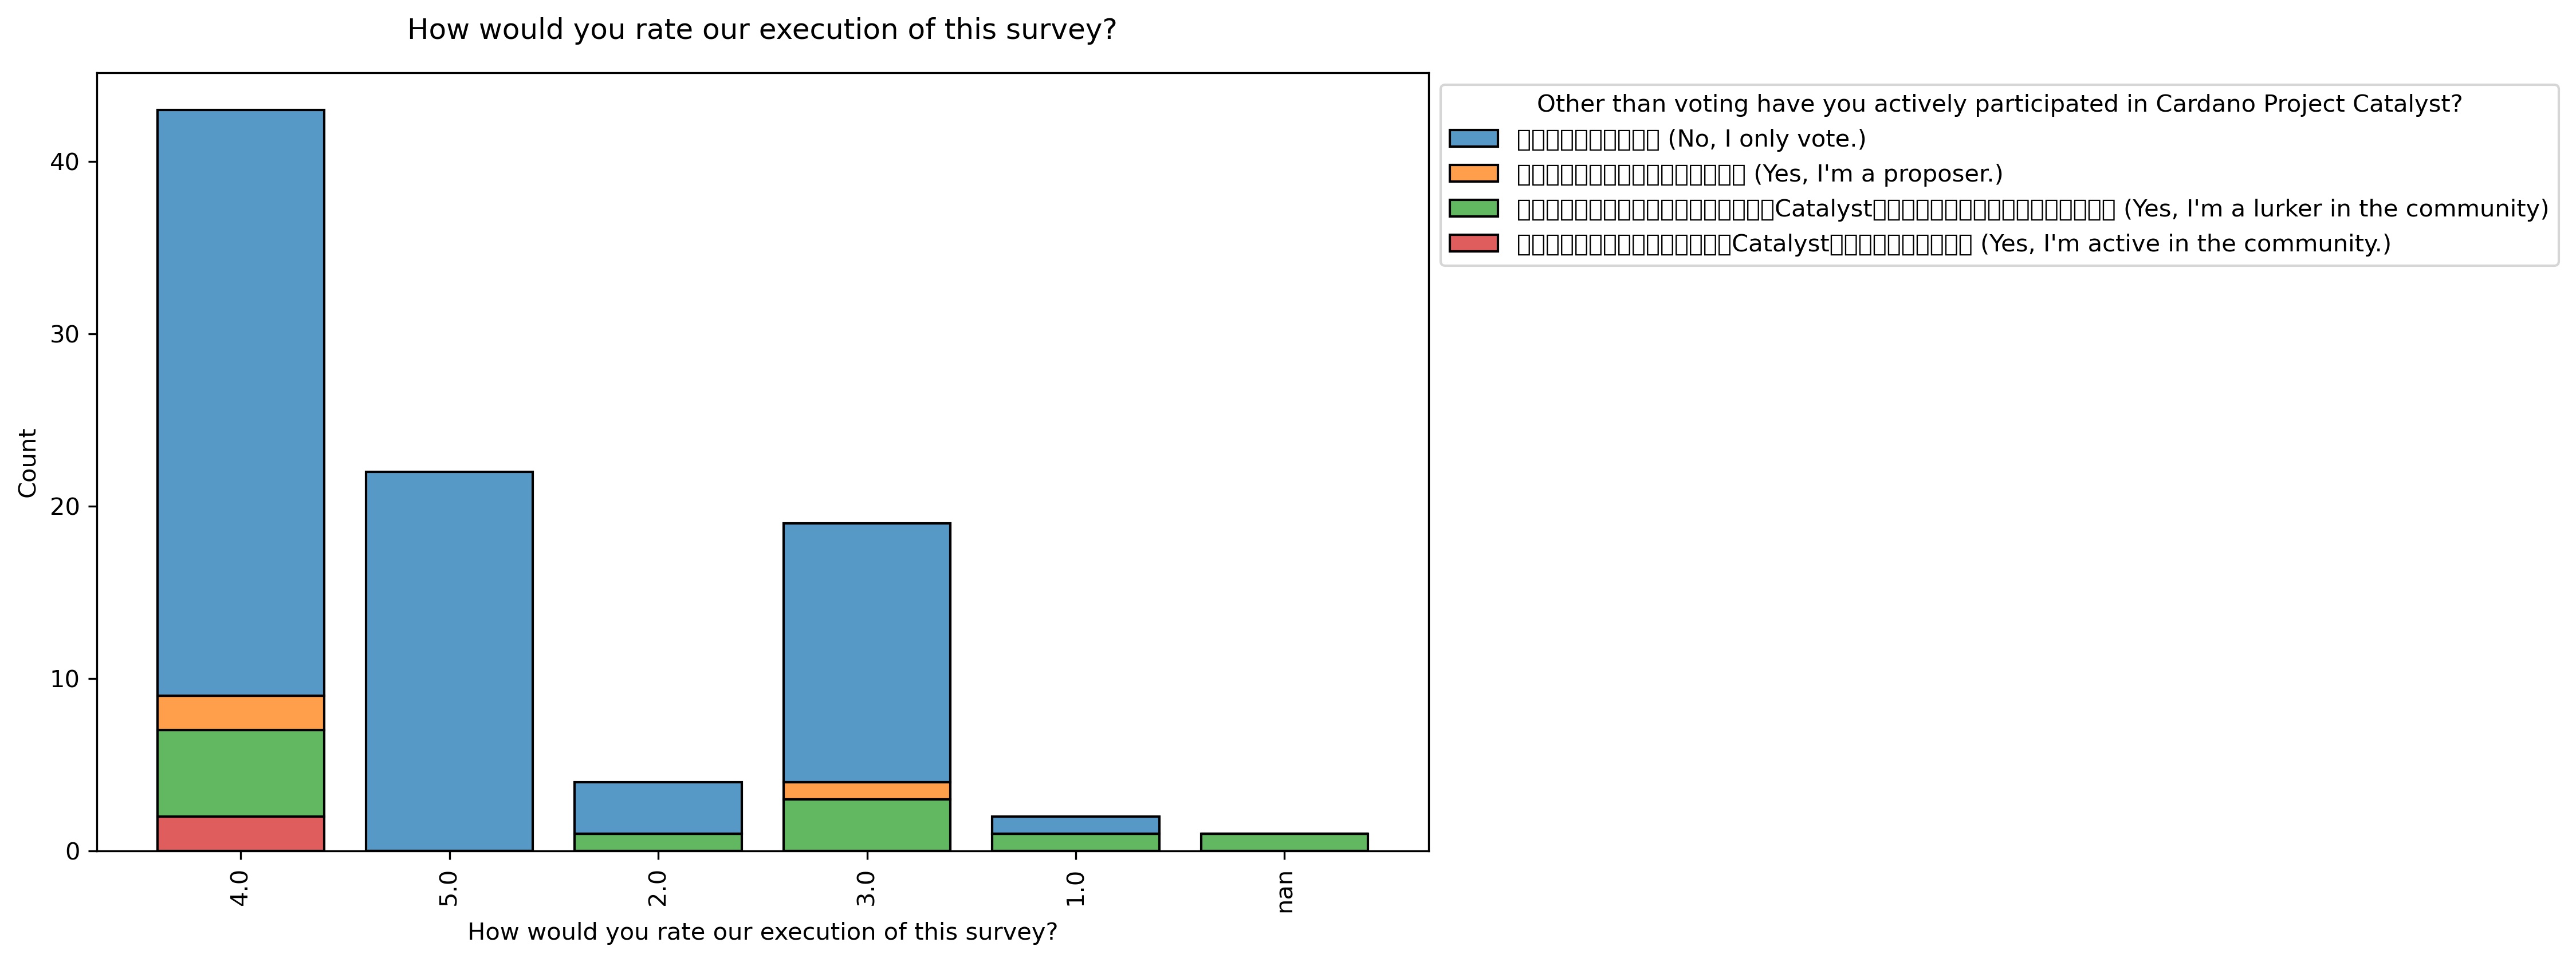 How would you rate our execution of this survey?
Count
40
30
20
10
0
4.0
5.0
2.0
3.0
1.0
nan
How would you rate our execution of this survey?
Other than voting have you actively participated in Cardano Project Catalyst?
(No, I only vote.)
(Yes, I'm a proposer.)
Catalyst (Yes, I'm a lurker in the community)
Catalyst (Yes, I'm active in the community.)